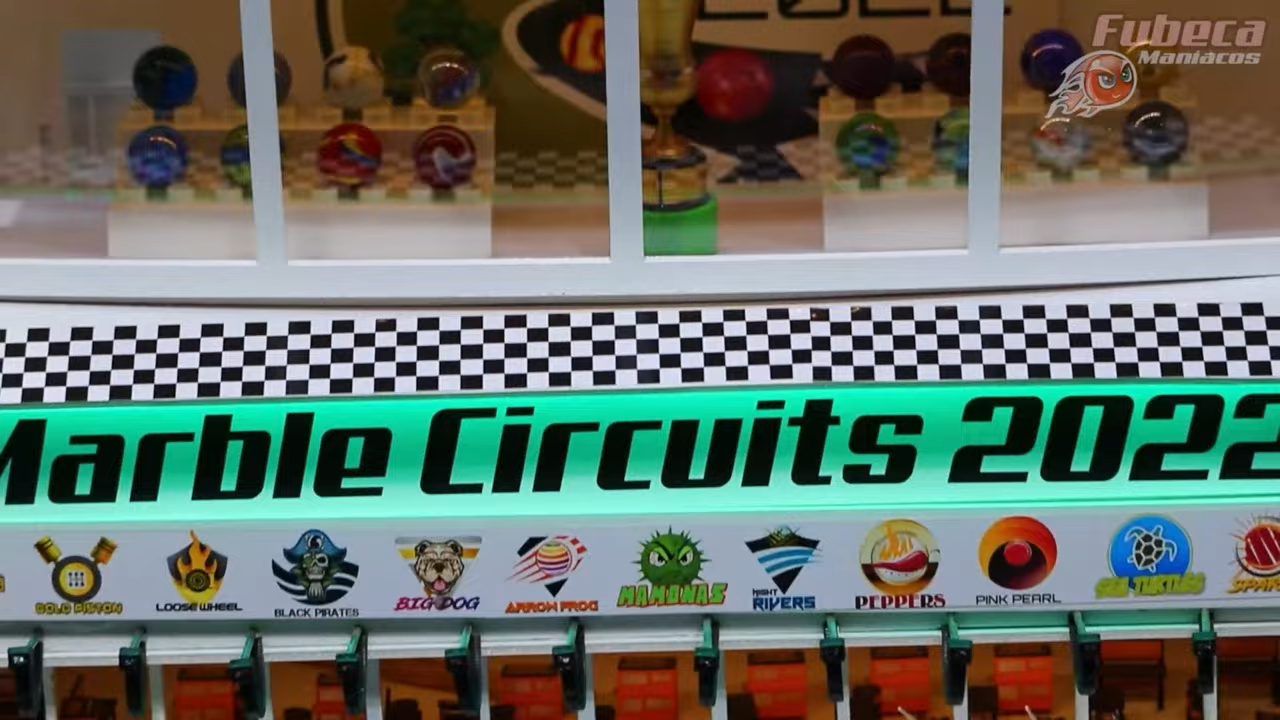 Fubeca
Maniacos
Marble Circuits 2022
GOLD PISTON
LOOSE WHEEL
BLACK PIRATES
BIG DOG
ARROW FROG
MAMONAS
NIGHT
RIVERS
PEPPERS
PINK PEARL
SEA TURTLES